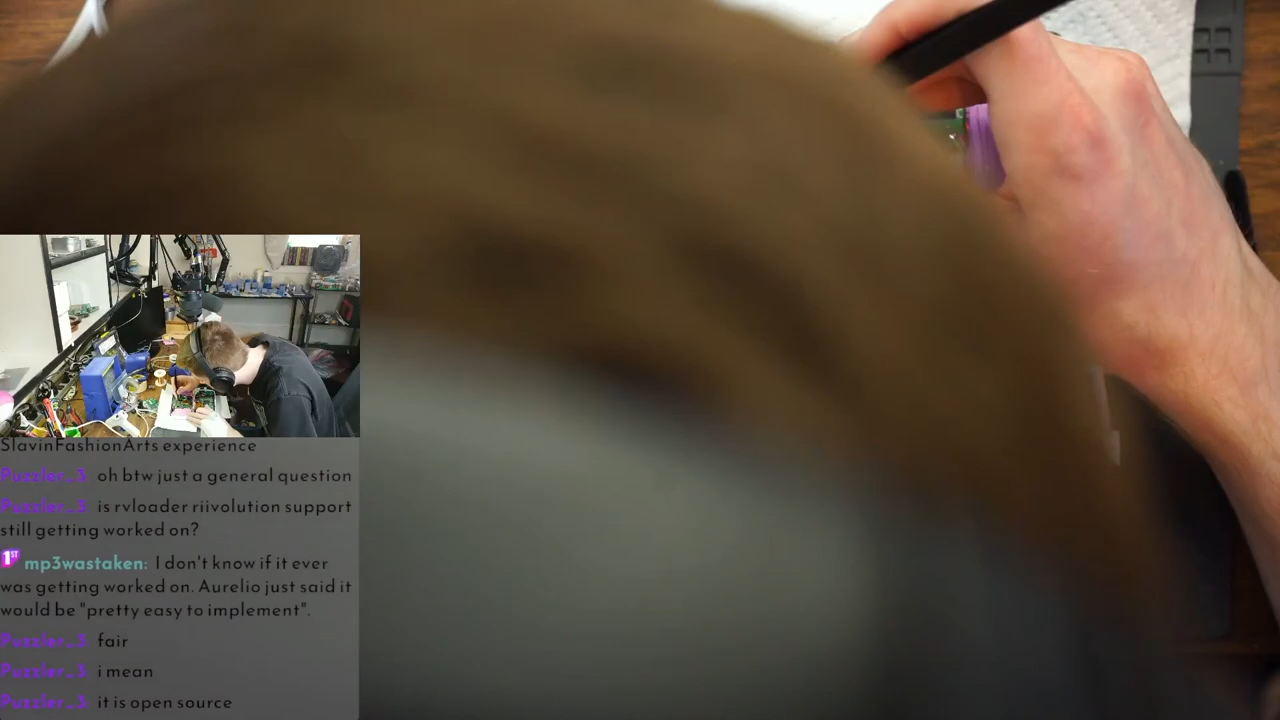 SlavinFashionArts experience
Puzzler_3 oh btw just a general question
Puzzler_3 is rvloader riivolution support
still getting worked on?
1ST mp3wastaken: I don't know if it ever
was getting worked on. Aurelio just said it
would be "pretty easy to implement".
Puzzler_3 fair
Puzzler_3 i mean
Puzzler_3 it is open source